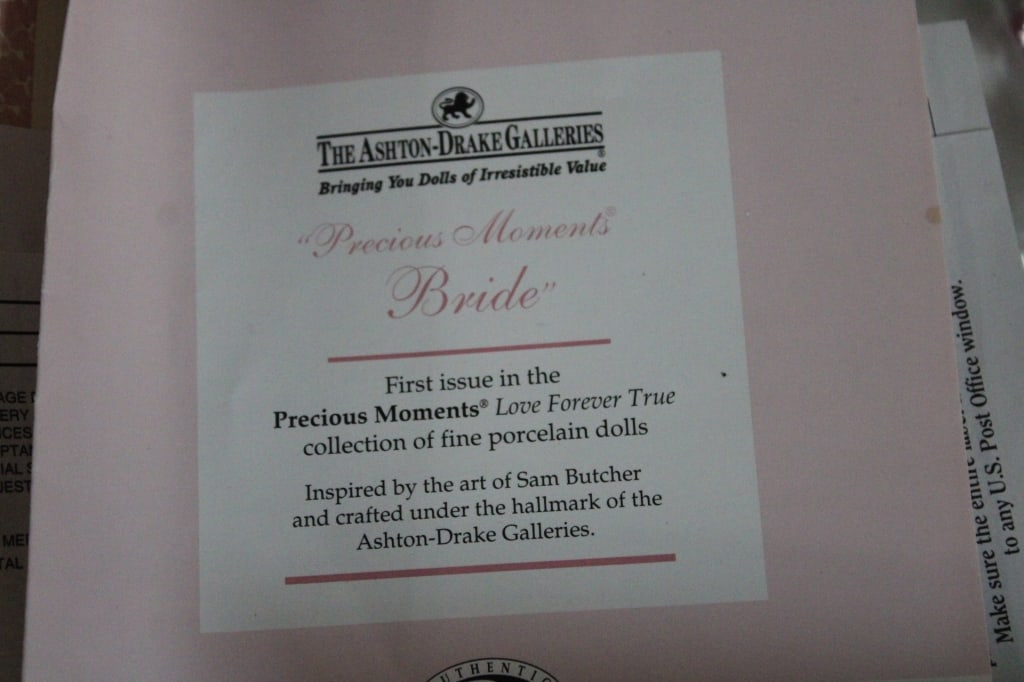 THE ASHTON-DRAKE GALLERIES®
Bringing You Dolls of Irresistible Value
"Precious Moments®
Bride"
First issue in the
Precious Moments® Love Forever True
collection of fine porcelain dolls
Inspired by the art of Sam Butcher
and crafted under the hallmark of the
Ashton-Drake Galleries.
Make sure the entire
to any U.S. Post Office window.